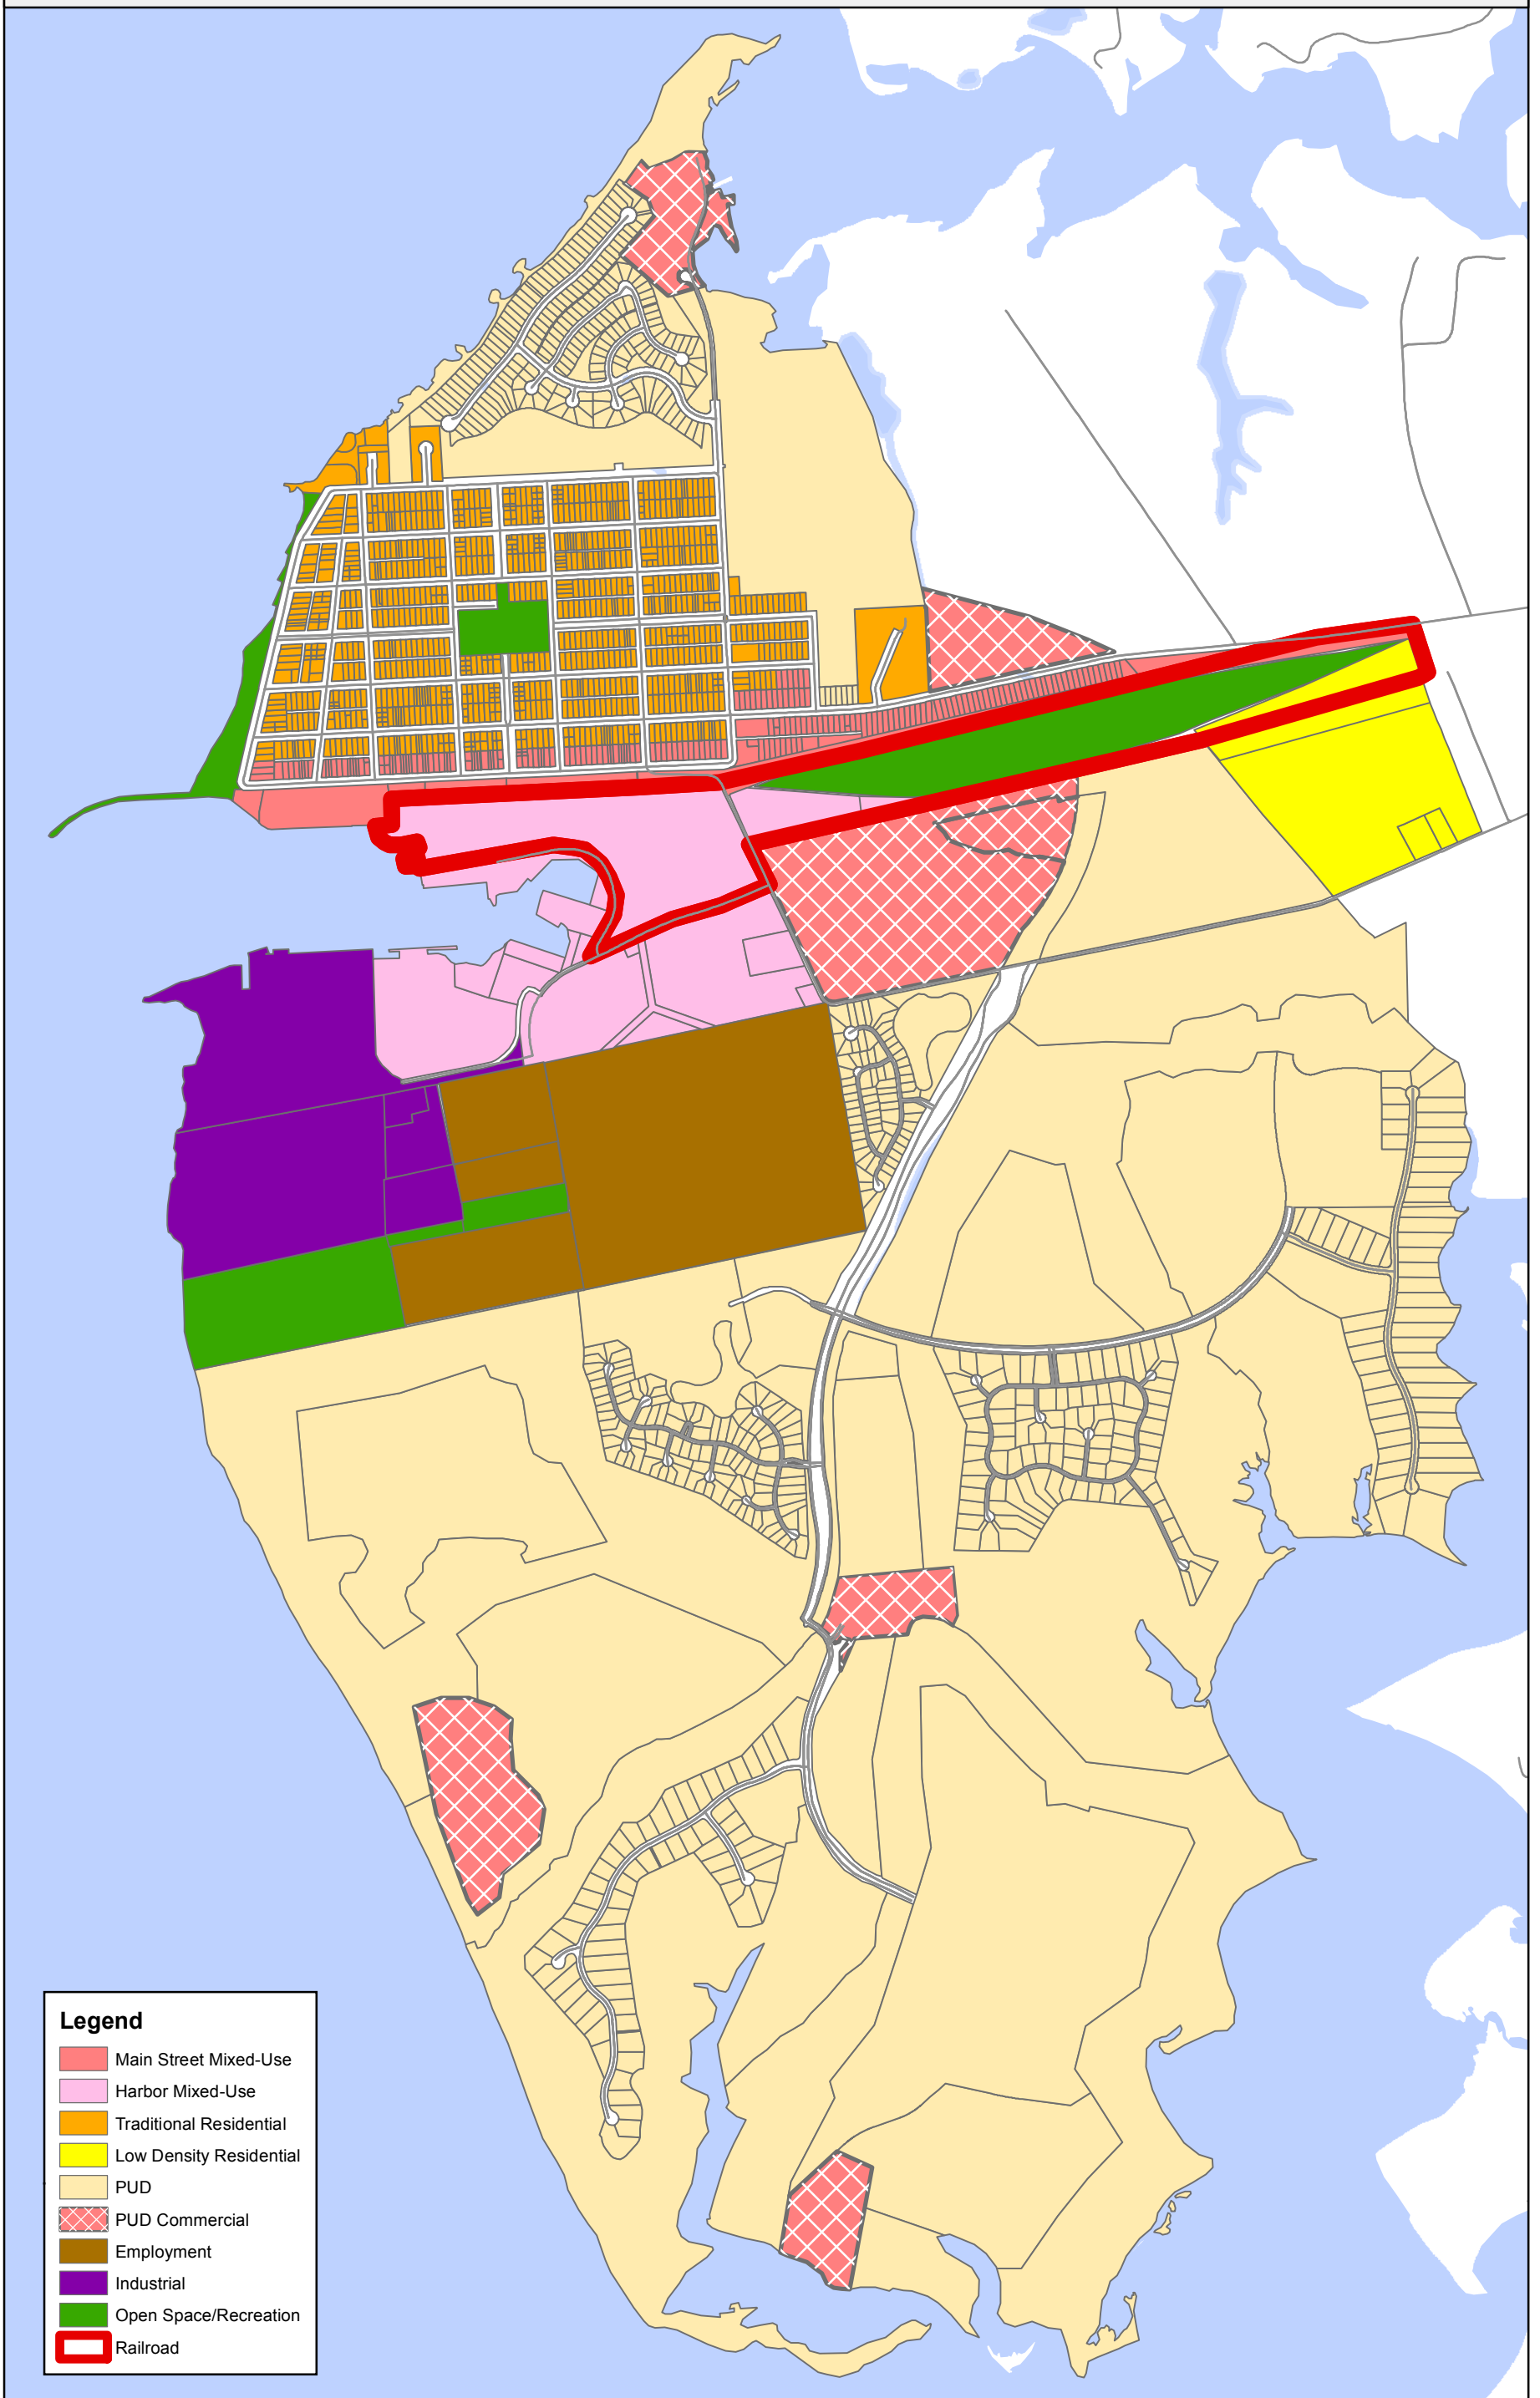 Legend
Main Street Mixed-Use
Harbor Mixed-Use
Traditional Residential
Low Density Residential
PUD
PUD Commercial
Employment
Industrial
Open Space/Recreation
Railroad